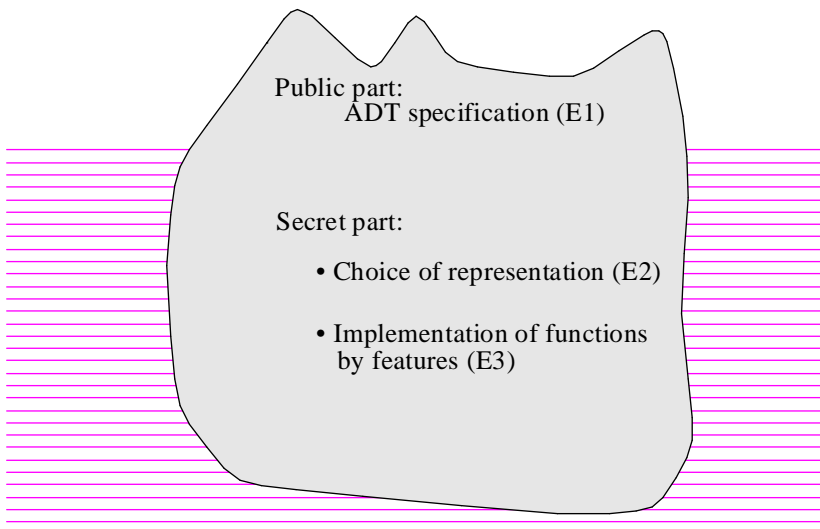 Public part:
ADT specification (E1)
Secret part:
• Choice of representation (E2)
• Implementation of functions
by features (E3)